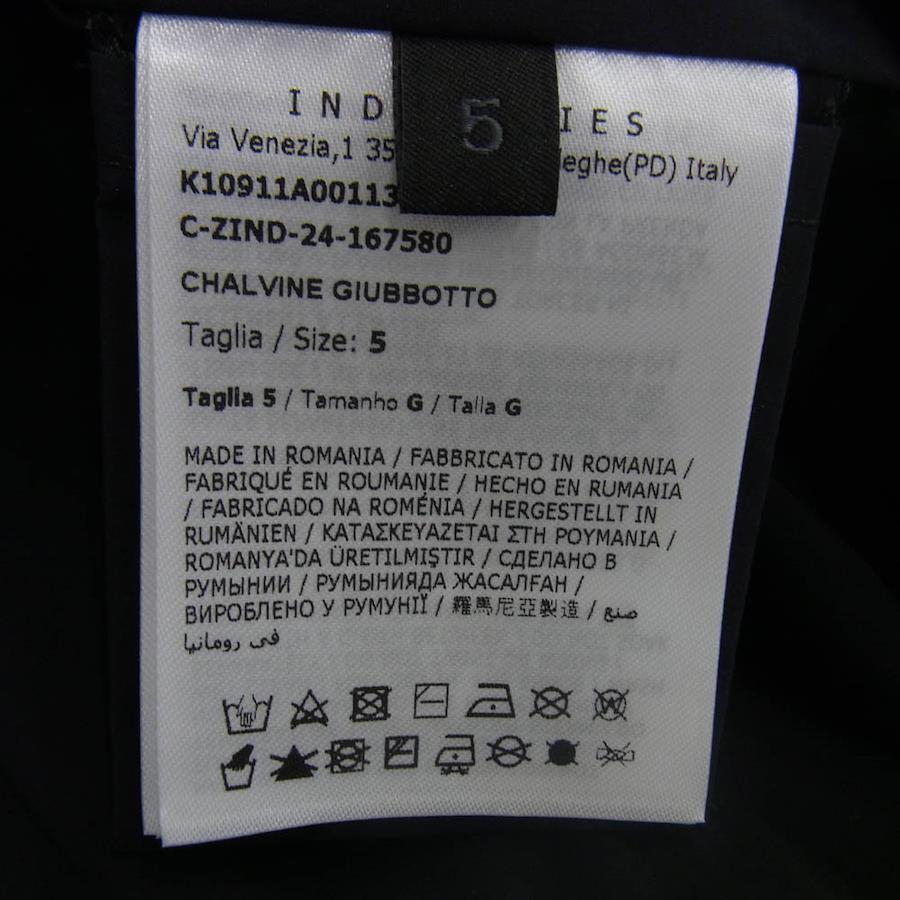 5
IND IES
Via Venezia,1 35 leghe(PD) Italy
K10911A00113
C-ZIND-24-167580
CHALVINE GIUBBOTTO
Taglia / Size: 5
Taglia 5 / Tamanho G / Talla G
MADE IN ROMANIA / FABBRICATO IN ROMANIA /
FABRIQUÉ EN ROUMANIE / HECHO EN RUMANIA
/ FABRICADO NA ROMÉNIA / HERGESTELLT IN
RUMÄNIEN / ΚΑΤΑΣΚΕΥΑΖΕΤΑΙ ΣΤΗ ΡΟΥΜΑΝΙΑ /
ROMANYA'DA ÜRETILMIŞTIR / СДЕЛАНО В
РУМЫНИИ / РУМЫНИЯДА ЖАСАЛҒАН /
ВИРОБЛЕНО У РУМУНІЇ / 羅馬尼亞製造 / صنع
في رومانيا